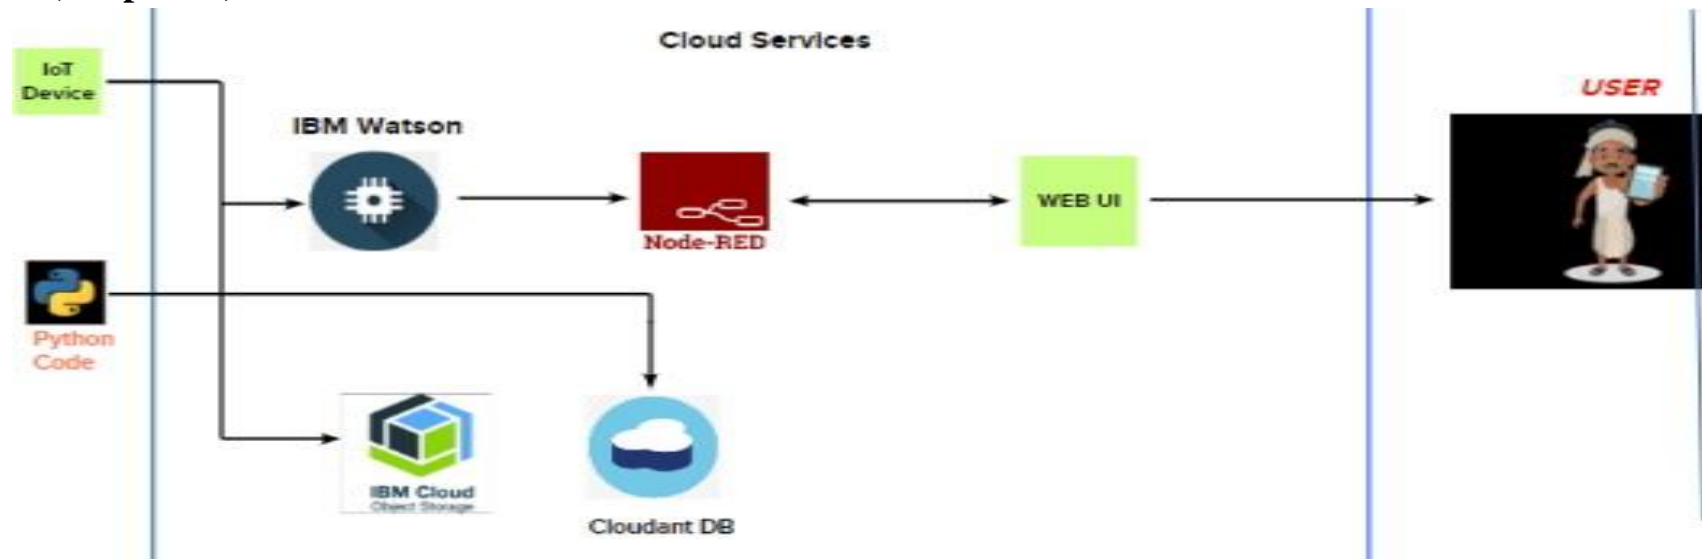 Cloud Services
IoT
Device
USER
IBM Watson
WEB UI
Node-RED
Python
Code
IBM Cloud
Object Storage
Cloudant DB